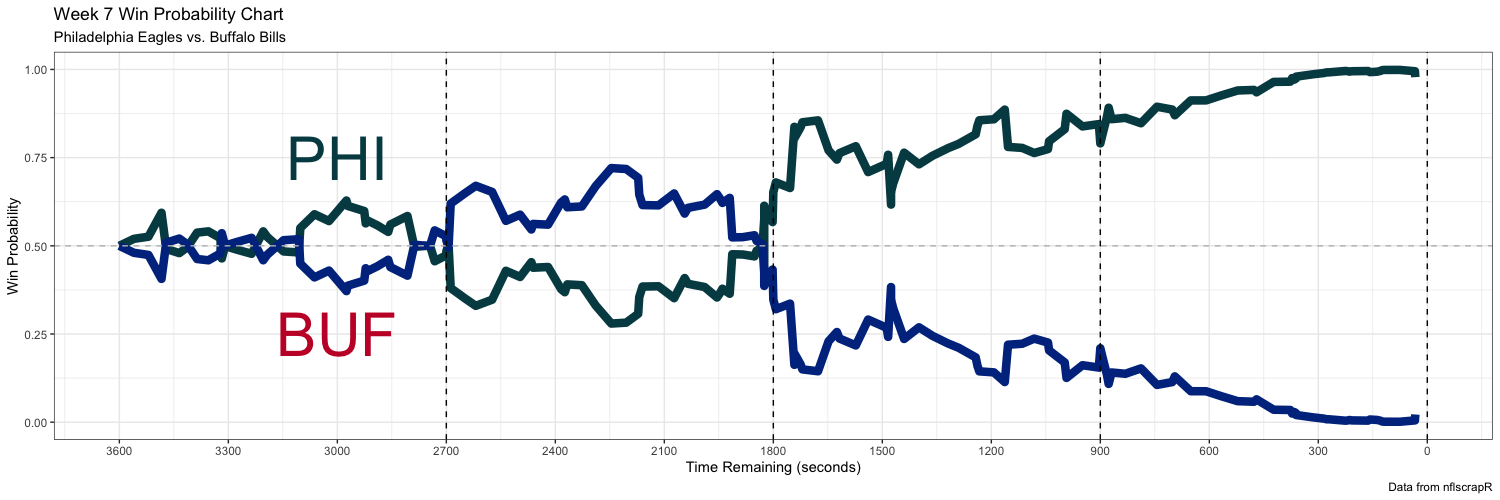 Week 7 Win Probability Chart
Philadelphia Eagles vs. Buffalo Bills
Win Probability
1.00
0.75
0.50
0.25
0.00
PHI
BUF
3600 3300 3000 2700 2400 2100 1800 1500 1200 900 600 300 0
Time Remaining (seconds)
Data from nflscrapR